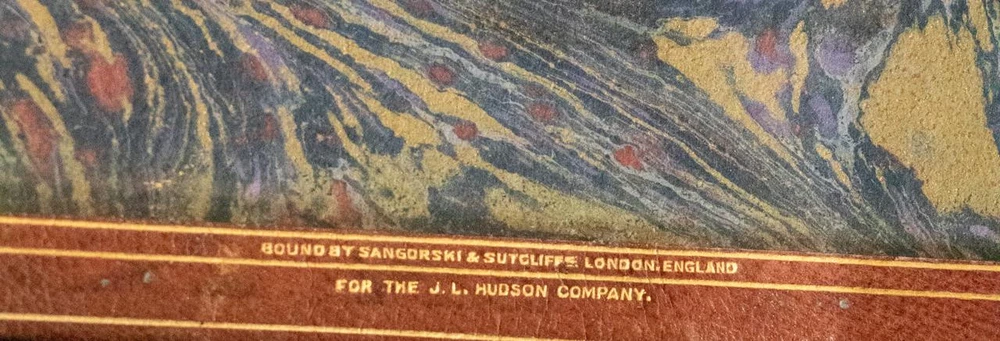 BOUND BY SANGORSKI & SUTCLIFFE LONDON, ENGLAND
FOR THE J. L. HUDSON COMPANY.